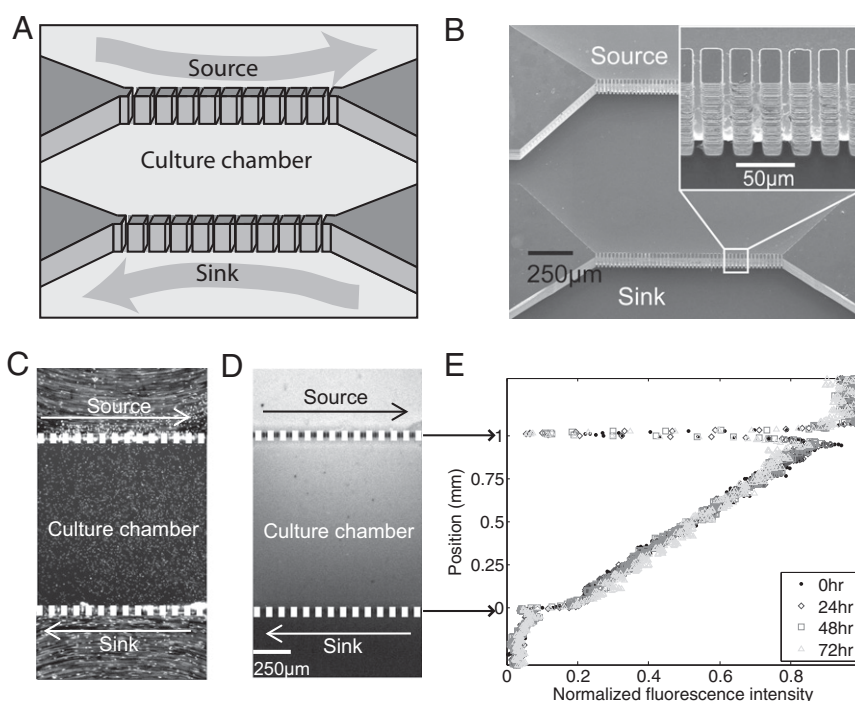 A
Source
Culture chamber
Sink
B
Source
50µm
250µm
Sink
C
Source
Culture chamber
Sink
D
Source
Culture chamber
Sink
250µm
E
Position (mm)
1
0.75
0.5
0.25
0
0 0.2 0.4 0.6 0.8
Normalized fluorescence intensity
0hr
24hr
48hr
72hr